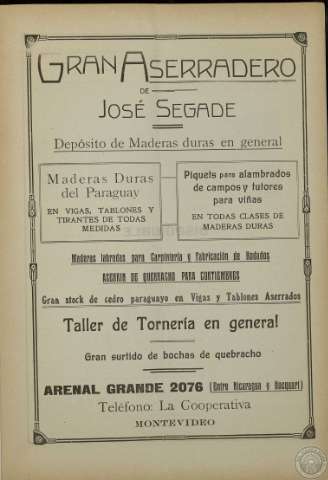 GRAN ASERRADERO
DE
JOSÉ SEGADE
Depósito de Maderas duras en general
Maderas Duras
del Paraguay
EN VIGAS, TABLONES Y
TIRANTES DE TODAS
MEDIDAS
Piquets para alambrados
de campos y tutores
para viñas
EN TODAS CLASES DE
MADERAS DURAS
Maderas labradas para Carpintería y Fabricación de Rodados
ASERRIN DE QUEBRACHO PARA CURTIEMBRES
Gran stock de cedro paraguayo en Vigas y Tablones Aserrados
Taller de Tornería en general
Gran surtido de bochas de quebracho
ARENAL GRANDE 2076 (Entre Nicaragua y Hocquart)
Teléfono: La Cooperativa
MONTEVIDEO